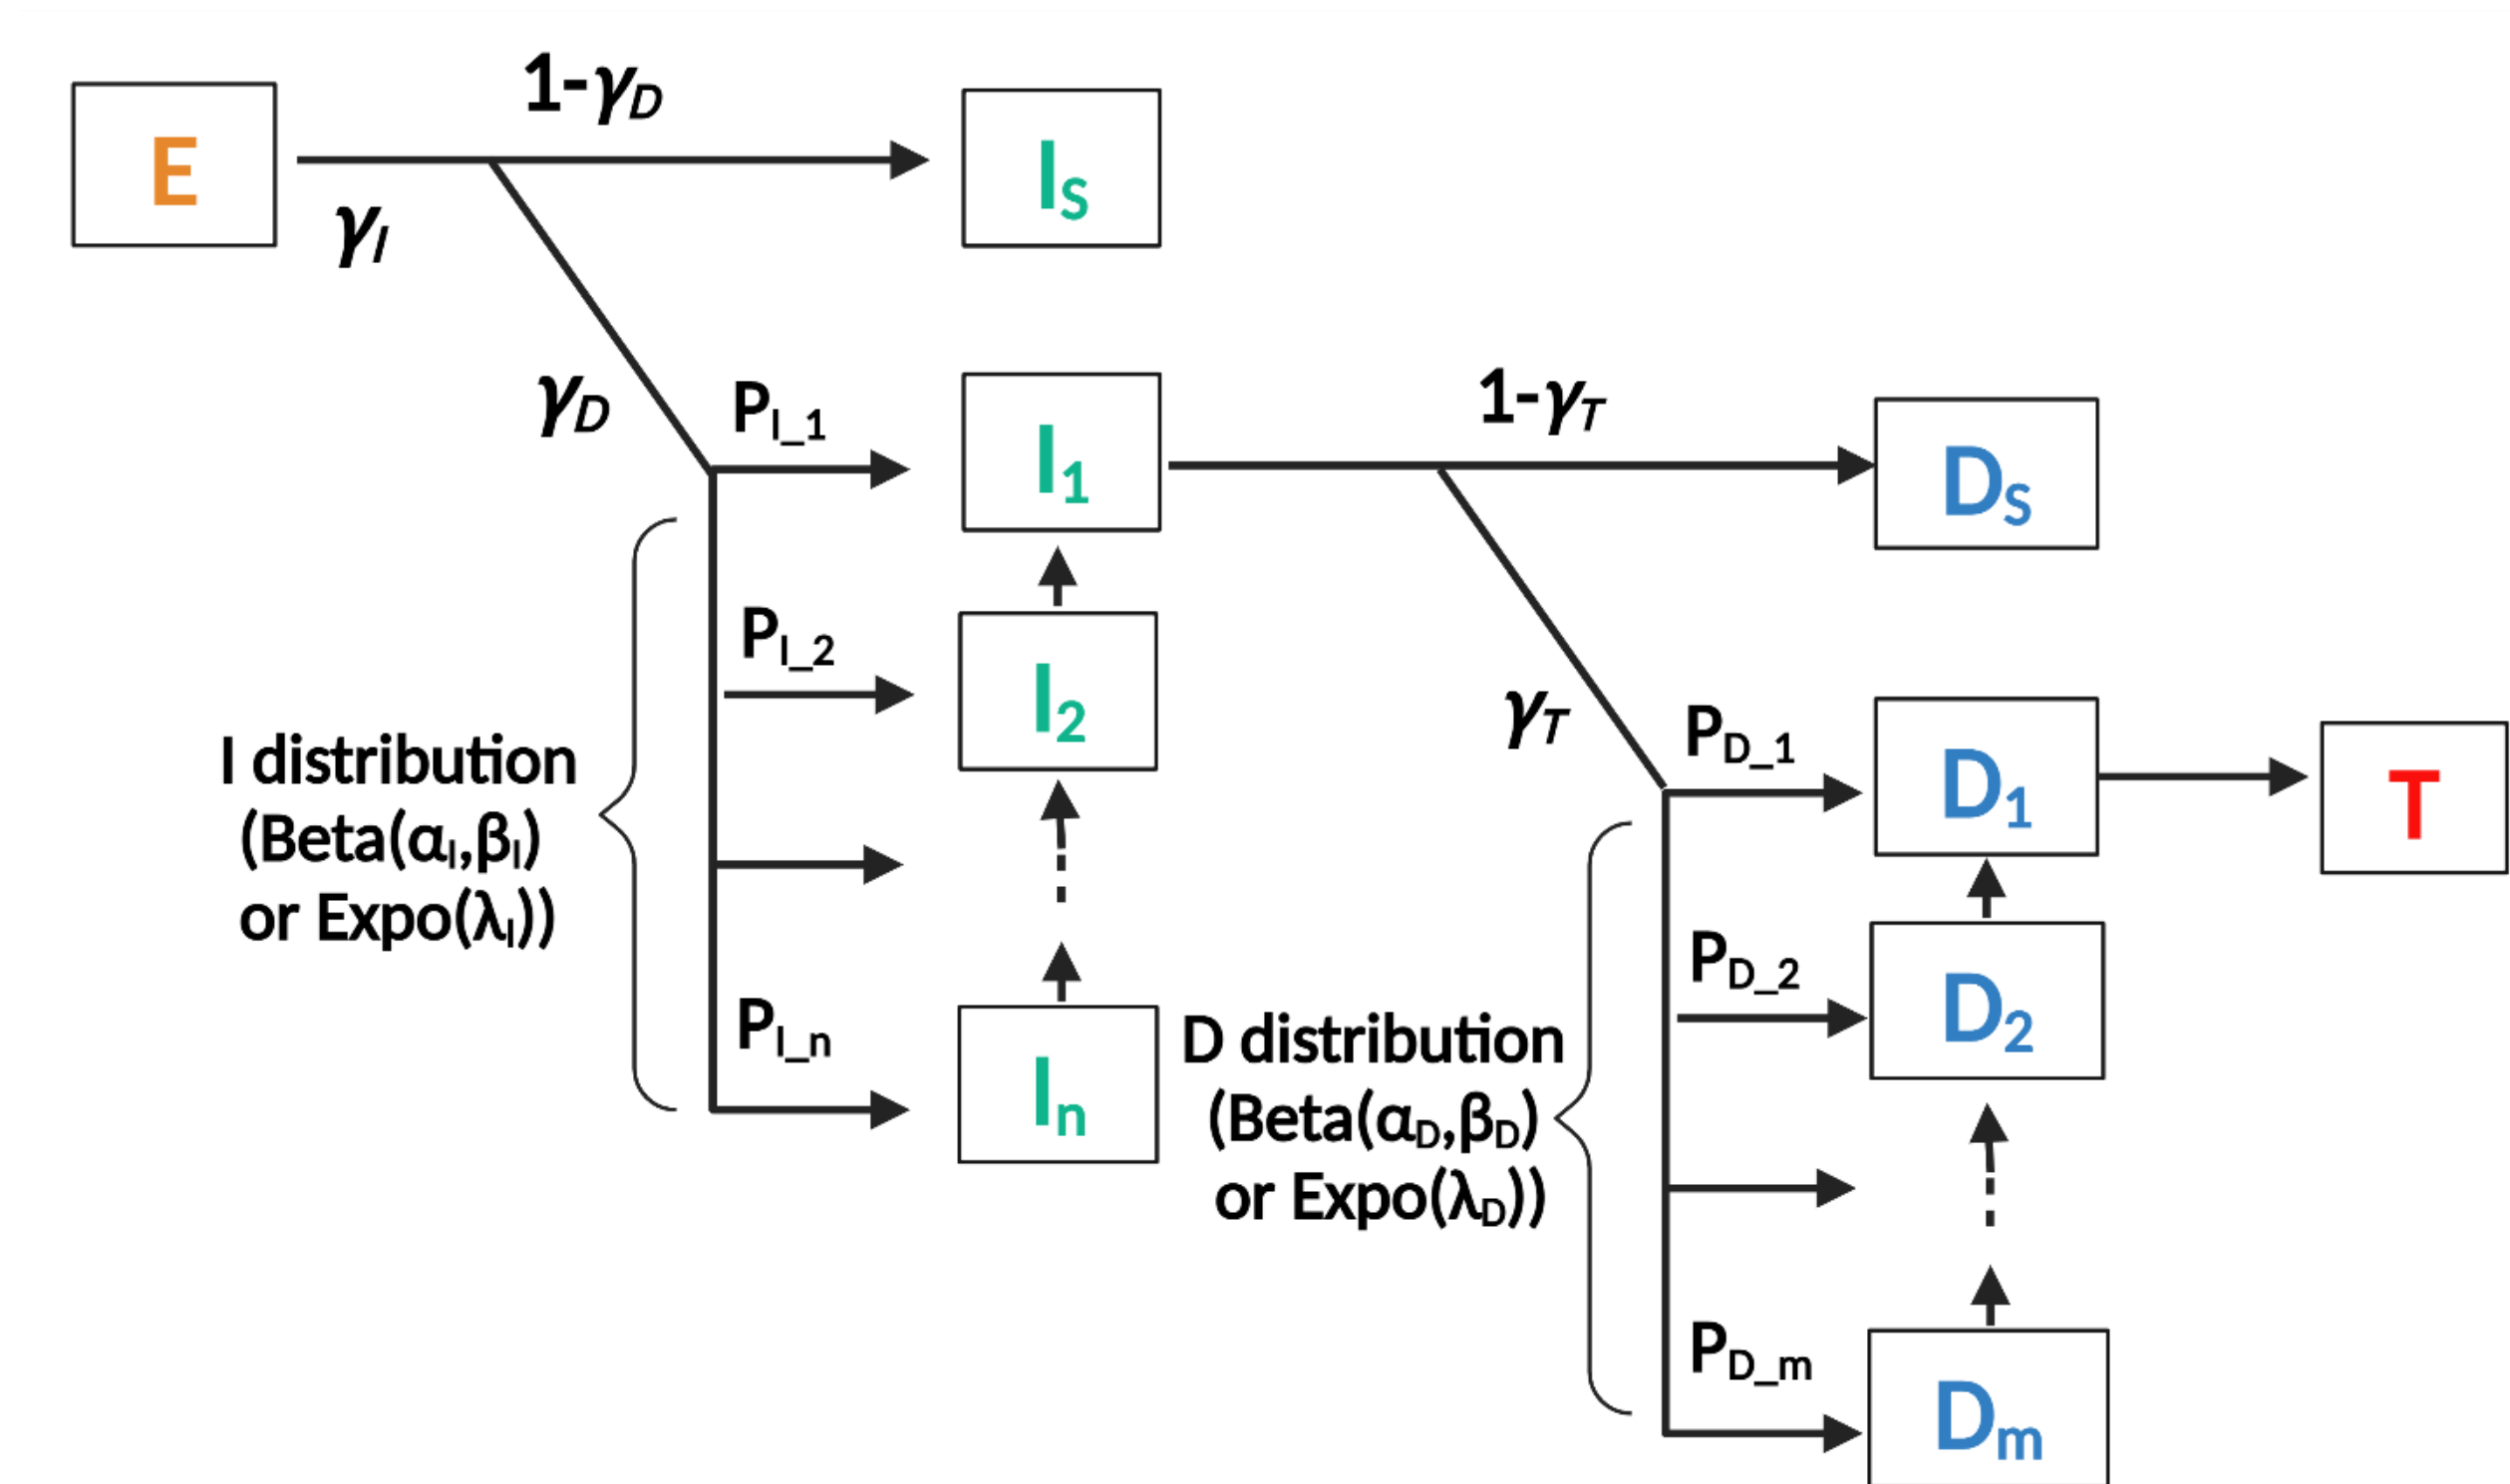 E
1-γD
IS
γI
γD
PI_1
I1
1-γT
DS
PI_2
I2
γT
PD_1
D1
T
I distribution
(Beta(αI,βI)
or Expo(λI))
PI_n
In
PD_2
D2
D distribution
(Beta(αD,βD)
or Expo(λD))
PD_m
Dm